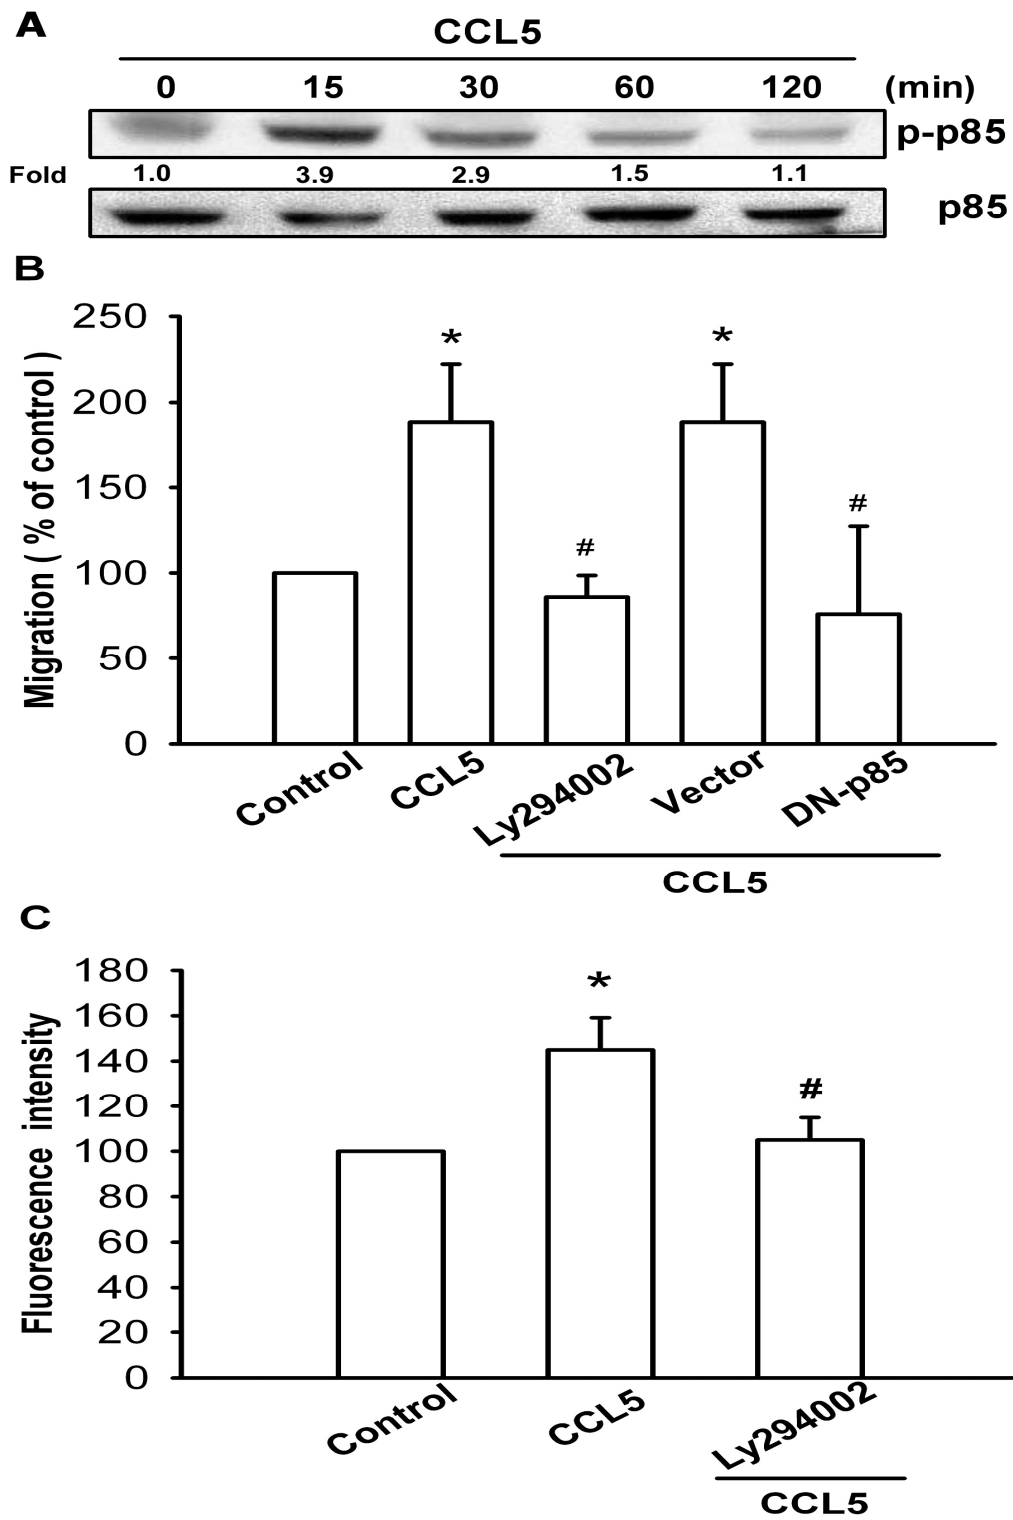 A
CCL5
0 15 30 60 120 (min)
p-p85
Fold 1.0 3.9 2.9 1.5 1.1
p85
B
Migration ( % of control )
250
200
150
100
50
0
* # * #
Control CCL5 Ly294002 Vector DN-p85
CCL5
C
Fluorescence intensity
180
160
140
120
100
80
60
40
20
0
* #
Control CCL5 Ly294002
CCL5